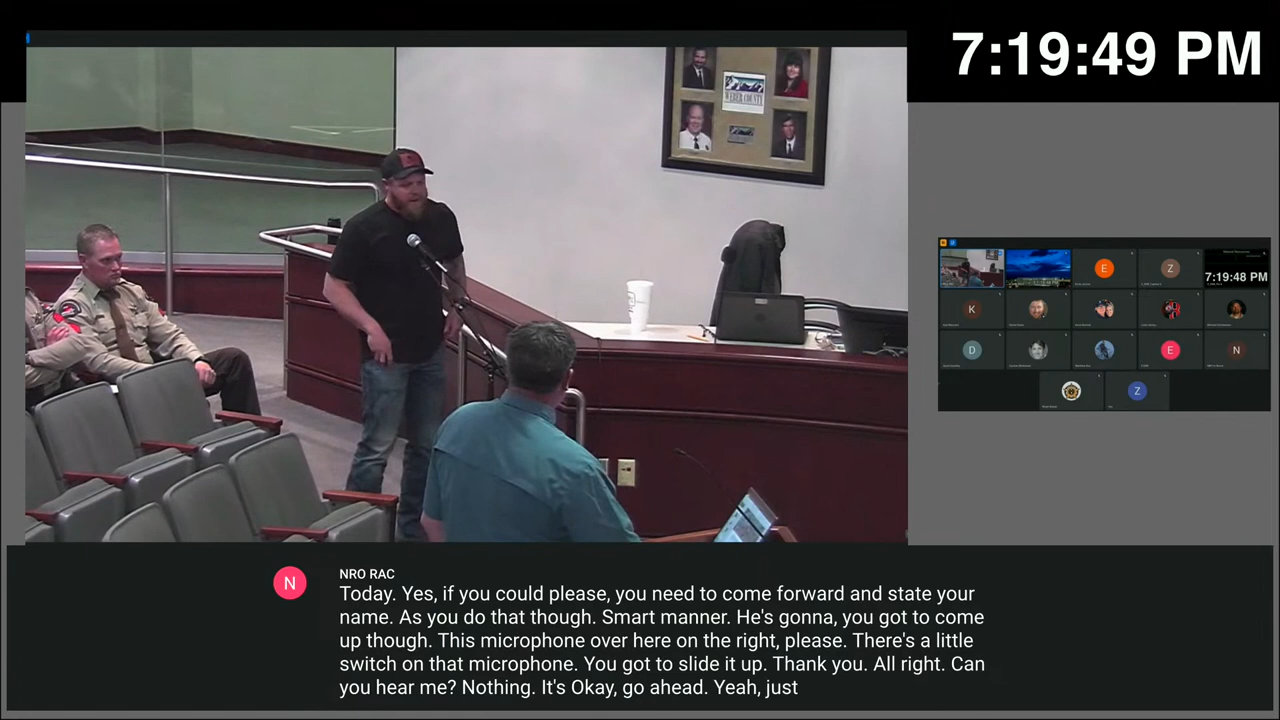 7:19:49 PM
WEBER COUNTY
E
Z
7:19:48 PM
K
D
E
N
Z
N
NRO RAC
Today. Yes, if you could please, you need to come forward and state your
name. As you do that though. Smart manner. He's gonna, you got to come
up though. This microphone over here on the right, please. There's a little
switch on that microphone. You got to slide it up. Thank you. All right. Can
you hear me? Nothing. It's Okay, go ahead. Yeah, just